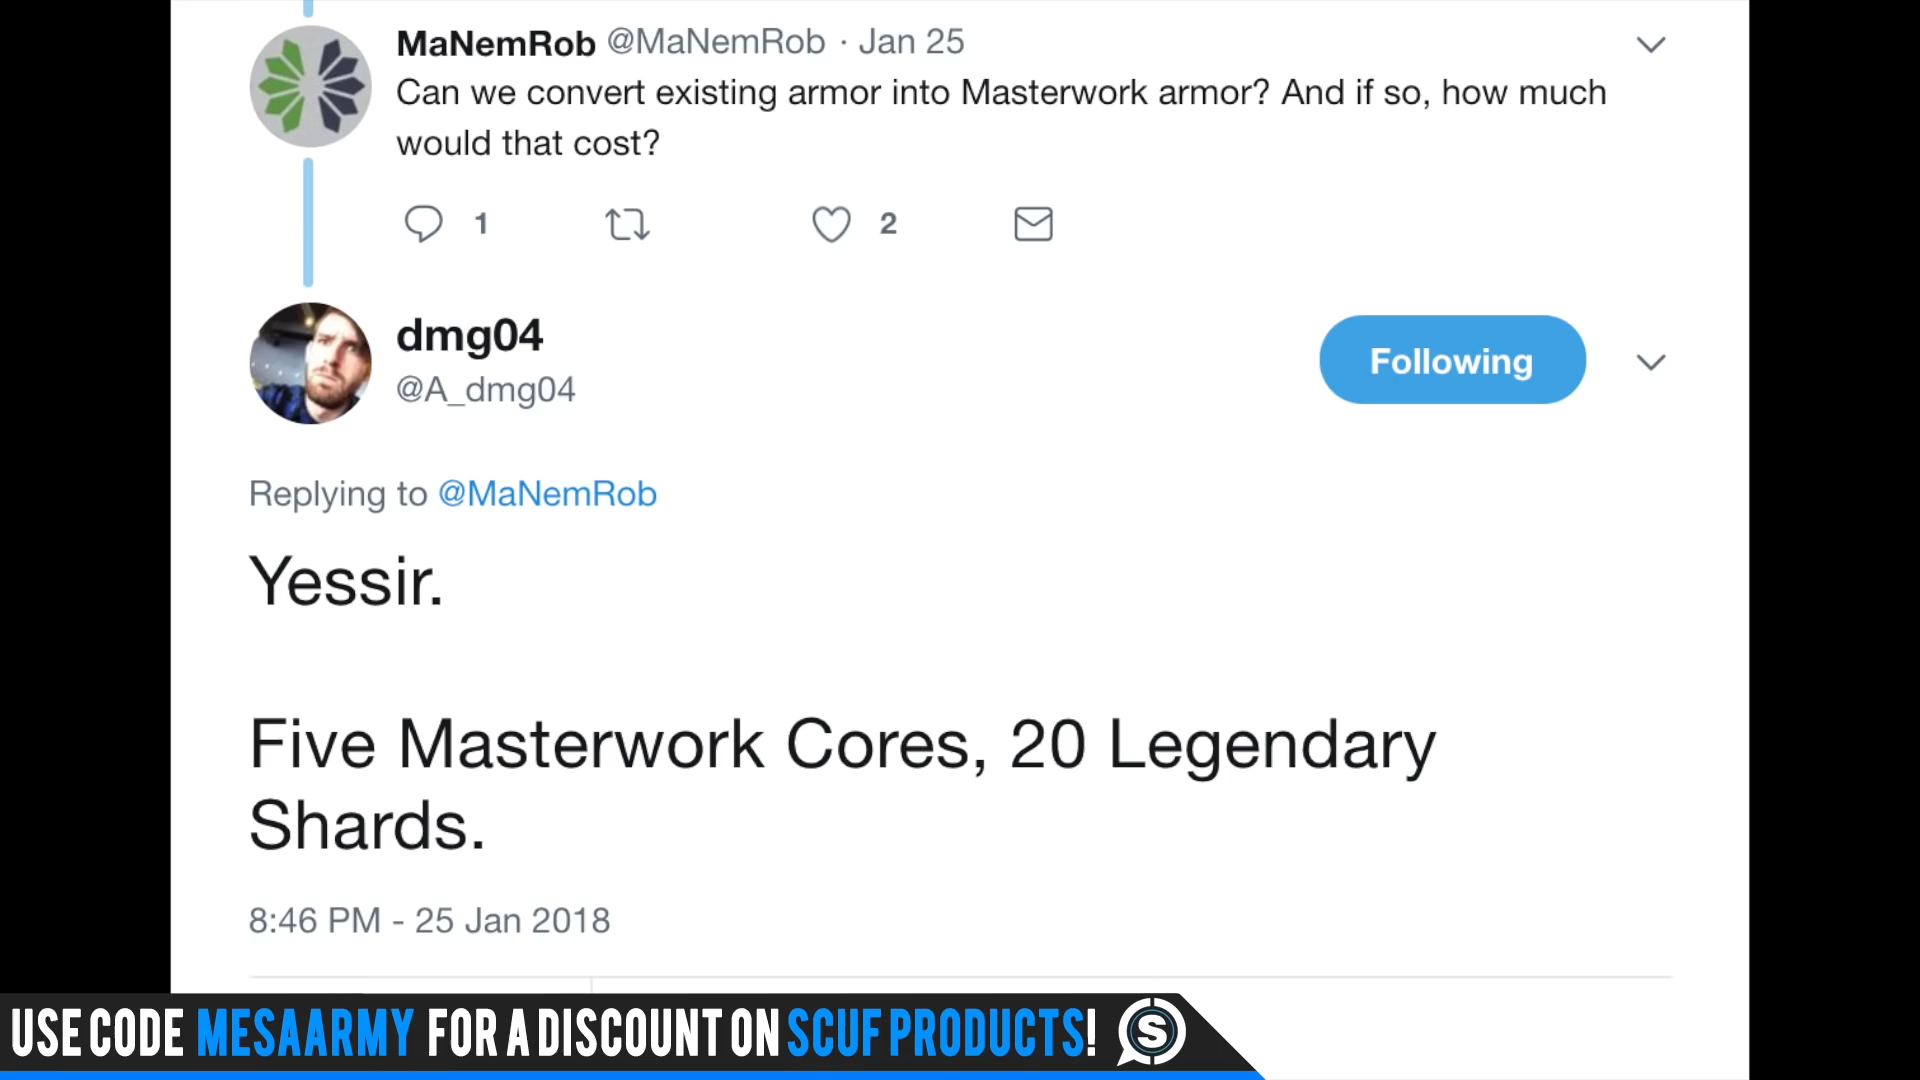 MaNemRob @MaNemRob · Jan 25
Can we convert existing armor into Masterwork armor? And if so, how much
would that cost?
1 2
dmg04
@A_dmg04
Following
Replying to @MaNemRob
Yessir.
Five Masterwork Cores, 20 Legendary
Shards.
8:46 PM - 25 Jan 2018
USE CODE MESAARMY FOR A DISCOUNT ON SCUF PRODUCTS! S